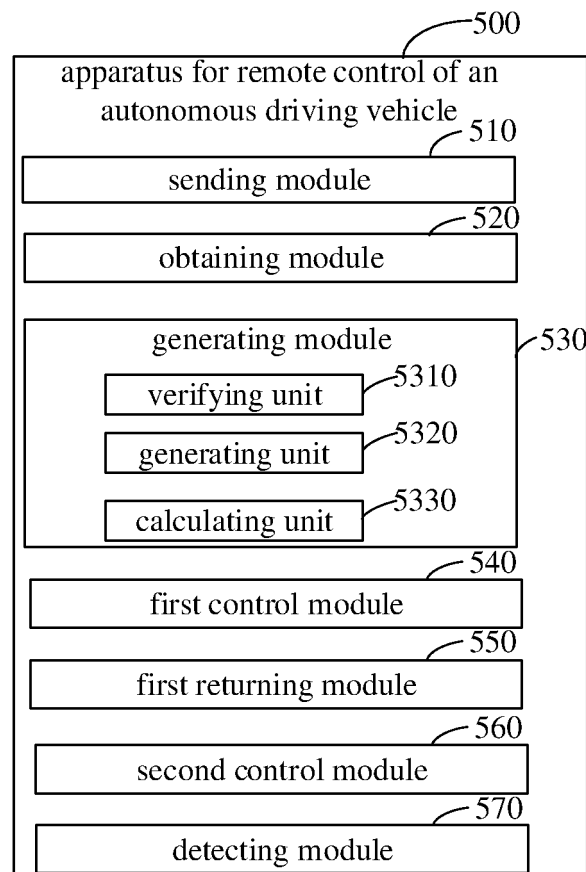 500
apparatus for remote control of an
autonomous driving vehicle
510
sending module
520
obtaining module
generating module
530
verifying unit
5310
generating unit
5320
calculating unit
5330
540
first control module
550
first returning module
560
second control module
570
detecting module